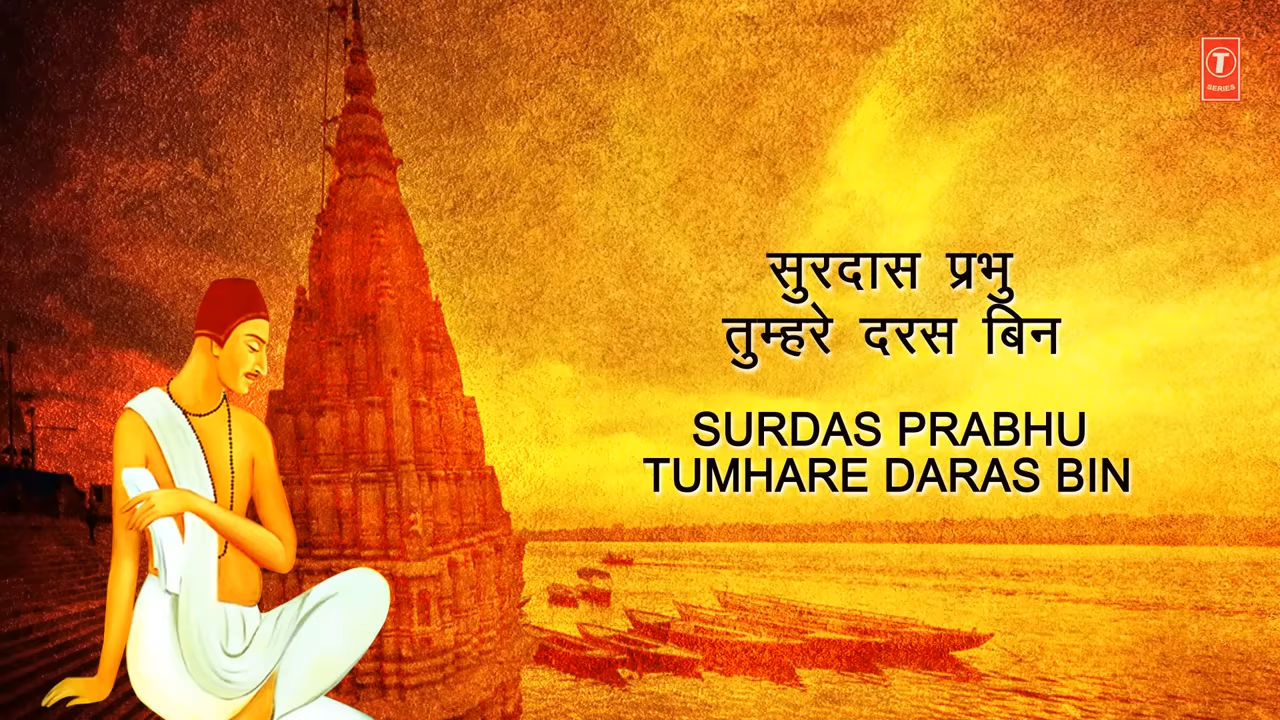 सुरदास प्रभु
तुम्हरे दरस बिन
SURDAS PRABHU
TUMHARE DARAS BIN
T
SERIES